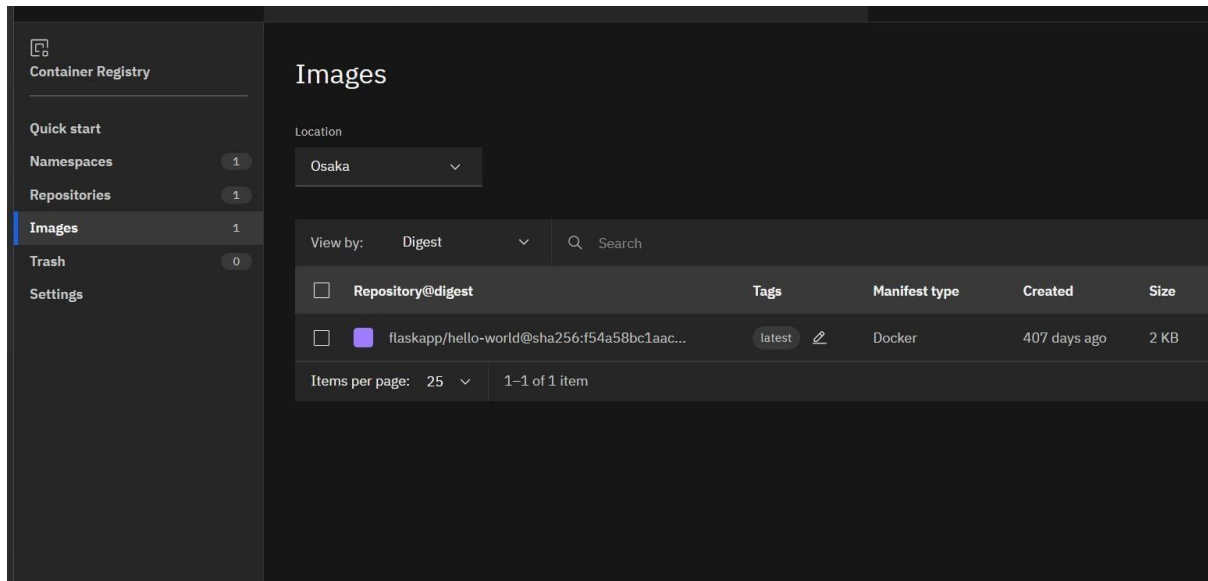 Container Registry
Quick start
Namespaces 1
Repositories 1
Images 1
Trash 0
Settings
Images
Location
Osaka
View by: Digest Search
Repository@digest Tags Manifest type Created Size
flaskapp/hello-world@sha256:f54a58bc1aac... latest Docker 407 days ago 2 KB
Items per page: 25 1–1 of 1 item